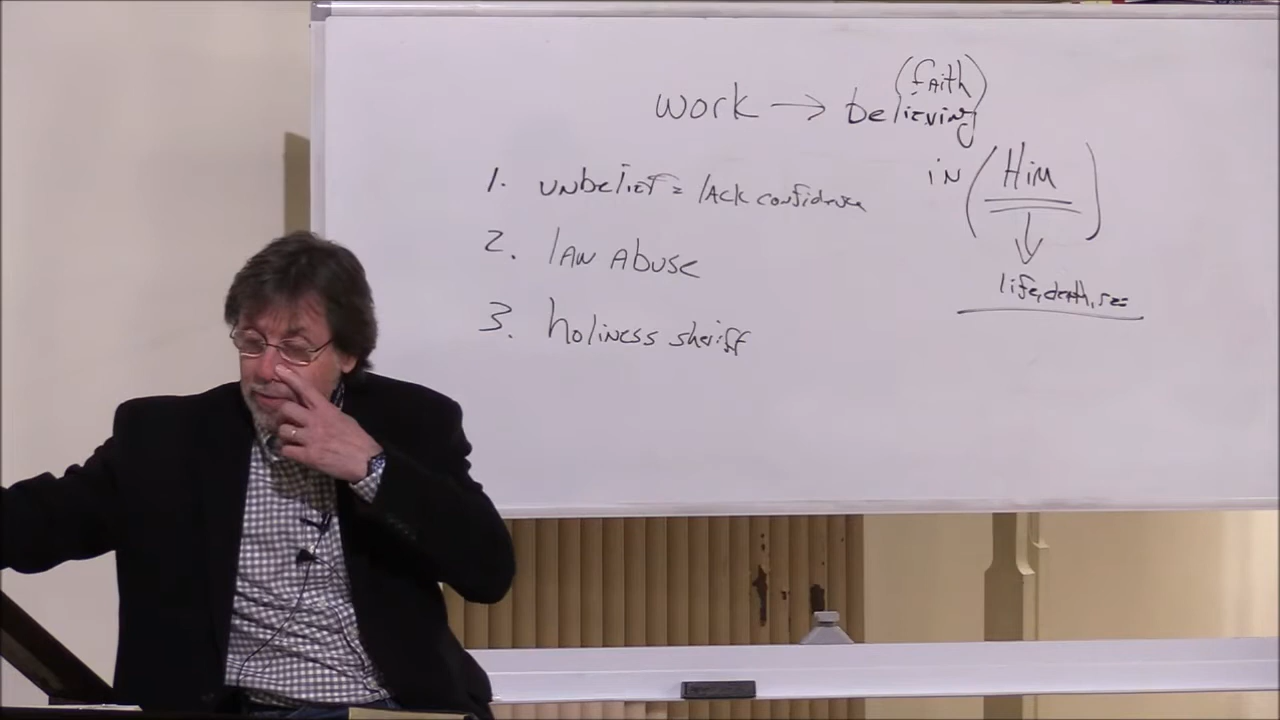 (faith)
work → believing
in (Him)
1. unbelief = lack confidence
2. law abuse
3. holiness sheriff
life, death, res